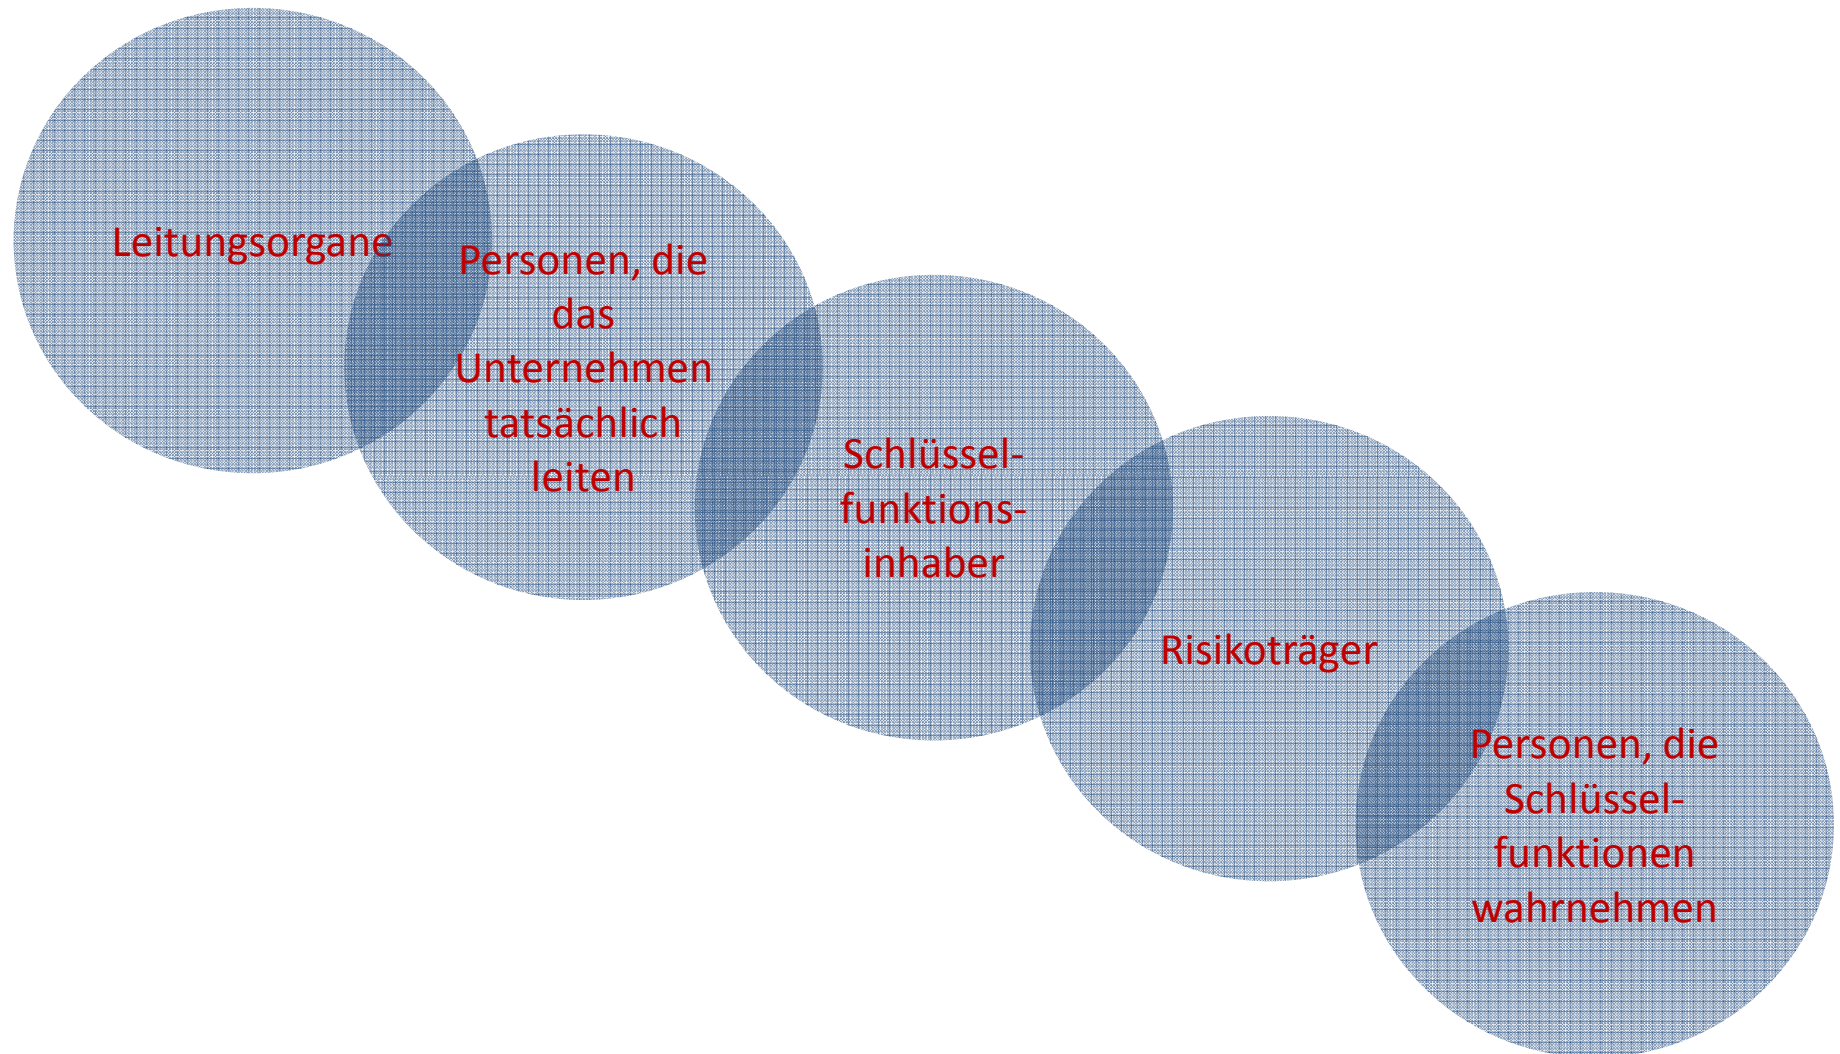 Leitungsorgane
Personen, die
das
Unternehmen
tatsächlich
leiten
Schlüssel-
funktions-
inhaber
Risikoträger
Personen, die
Schlüssel-
funktionen
wahrnehmen